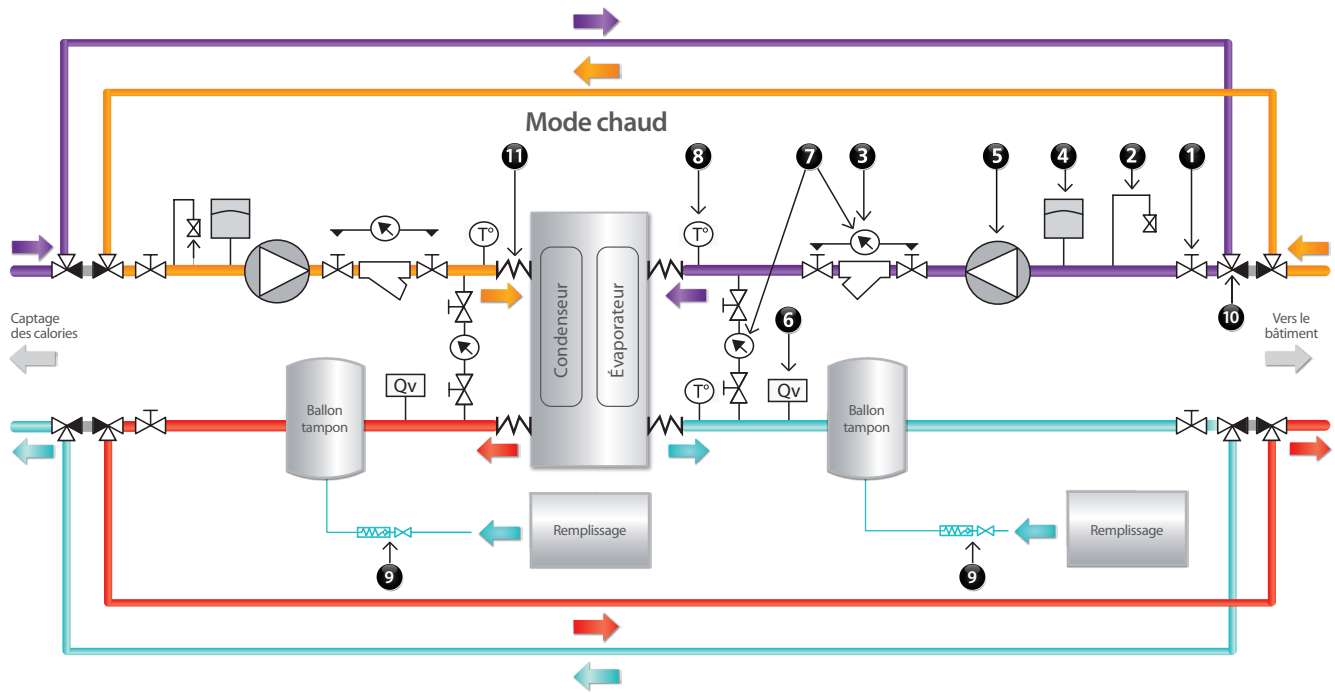 Mode chaud
11
8
7
3
5
4
2
1
T°
T°
Captage
des calories
Condenseur
Évaporateur
6
10
Vers le
bâtiment
Qv
T°
Qv
Ballon
tampon
Ballon
tampon
Remplissage
Remplissage
9
9